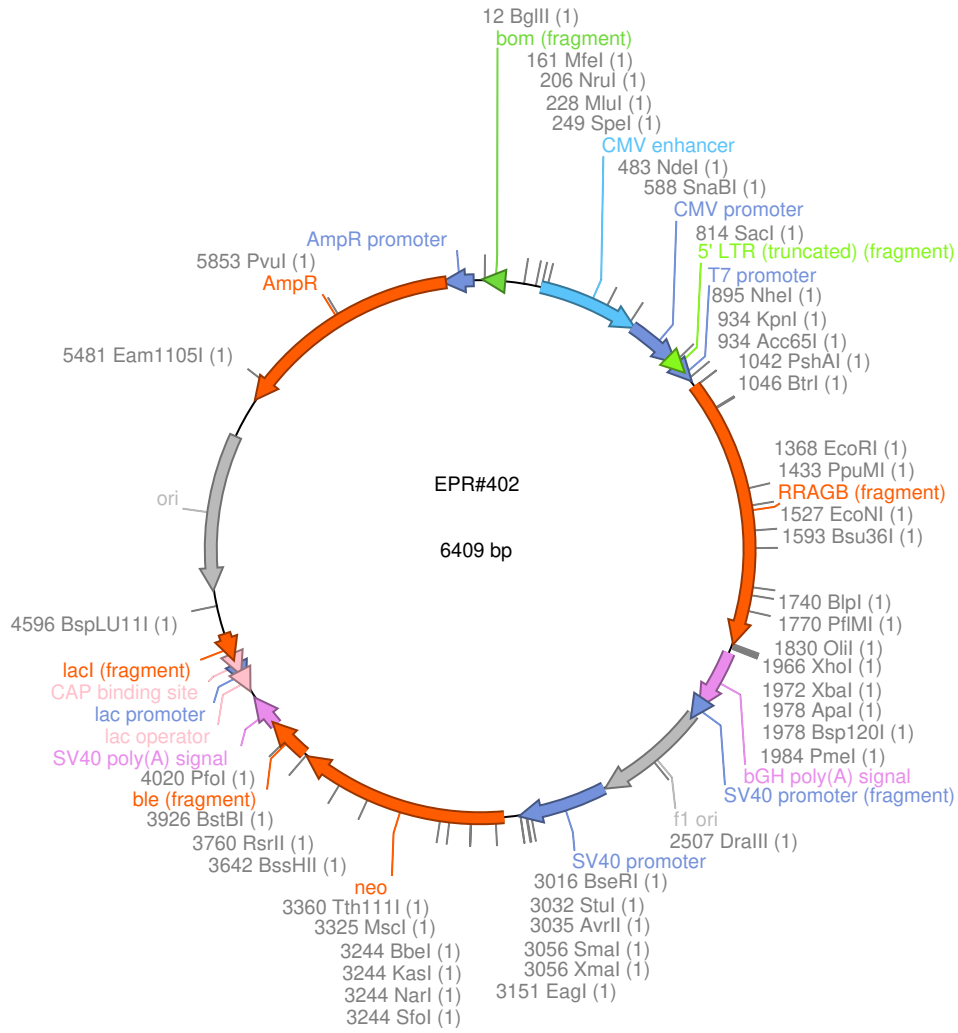 12 BglII (1)
bom (fragment)
161 MfeI (1)
206 NruI (1)
228 MluI (1)
249 SpeI (1)
CMV enhancer
483 NdeI (1)
588 SnaBI (1)
CMV promoter
814 SacI (1)
5' LTR (truncated) (fragment)
T7 promoter
895 NheI (1)
934 KpnI (1)
934 Acc65I (1)
1042 PshAI (1)
1046 BtrI (1)
1368 EcoRI (1)
1433 PpuMI (1)
RRAGB (fragment)
1527 EcoNI (1)
1593 Bsu36I (1)
1740 BlpI (1)
1770 PflMI (1)
1830 OliI (1)
1966 XhoI (1)
1972 XbaI (1)
1978 ApaI (1)
1978 Bsp120I (1)
1984 PmeI (1)
bGH poly(A) signal
SV40 promoter (fragment)
f1 ori
2507 DraIII (1)
SV40 promoter
3016 BseRI (1)
3032 StuI (1)
3035 AvrII (1)
3056 SmaI (1)
3056 XmaI (1)
3151 EagI (1)
3244 SfoI (1)
3244 NarI (1)
3244 KasI (1)
3244 BbeI (1)
3325 MscI (1)
3360 Tth111I (1)
neo
3642 BssHII (1)
3760 RsrII (1)
3926 BstBI (1)
ble (fragment)
4020 PfoI (1)
SV40 poly(A) signal
lac operator
lac promoter
CAP binding site
lacI (fragment)
4596 BspLU11I (1)
ori
5481 Eam1105I (1)
AmpR
5853 PvuI (1)
AmpR promoter
EPR#402
6409 bp